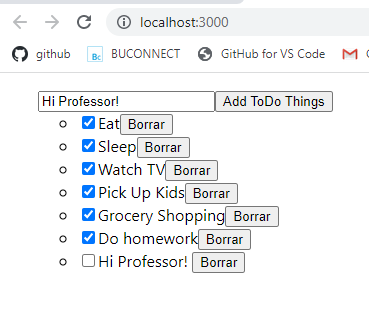 localhost:3000
github Bc BUCONNECT GitHub for VS Code G
Hi Professor! Add ToDo Things
Eat Borrar
Sleep Borrar
Watch TV Borrar
Pick Up Kids Borrar
Grocery Shopping Borrar
Do homework Borrar
Hi Professor! Borrar